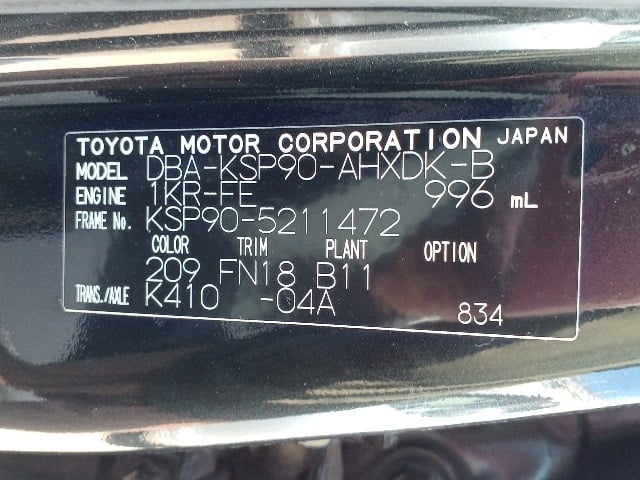 TOYOTA MOTOR CORPORATION JAPAN
MODEL DBA-KSP90-AHXDK-B
ENGINE 1KR-FE 996 mL
FRAME No. KSP90-5211472
COLOR TRIM PLANT OPTION
209 FN18 B11
TRANS./AXLE K410 -04A 834